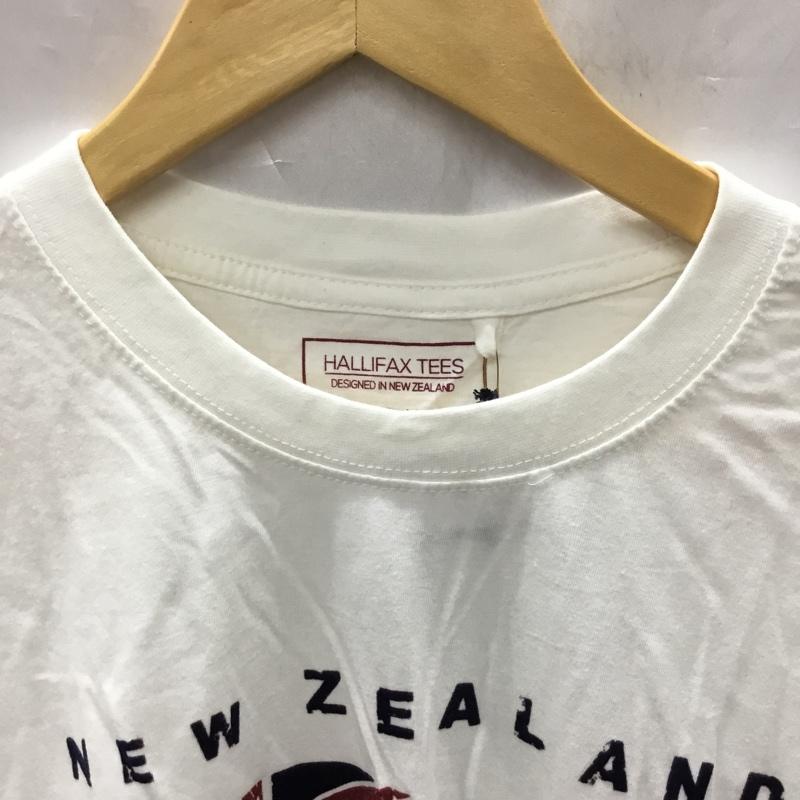 HALLIFAX TEES
DESIGNED IN NEW ZEALAND
NEW ZEALAND